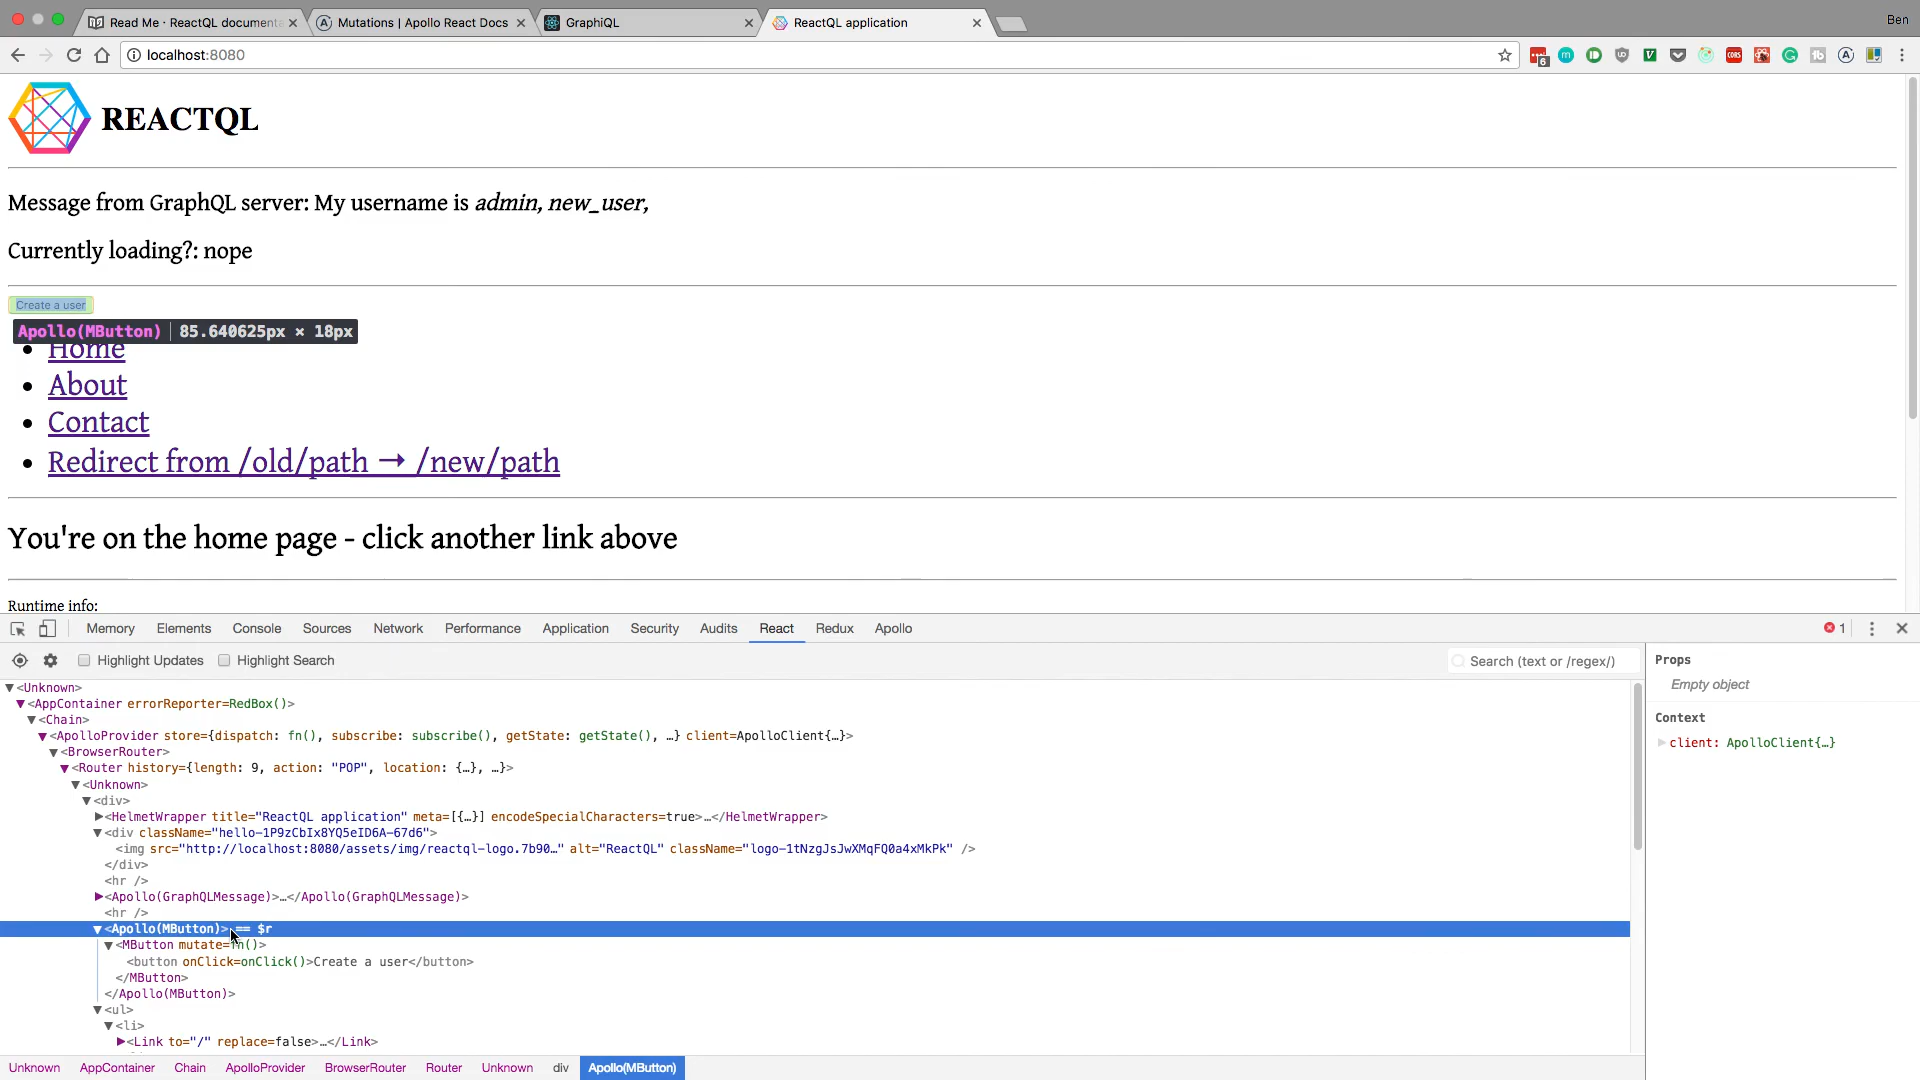 Read Me · ReactQL documenta
Mutations | Apollo React Docs
GraphiQL
ReactQL application
Ben
localhost:8080
6
CORS
REACTQL
Message from GraphQL server: My username is admin, new_user,
Currently loading?: nope
Create a user
Apollo(MButton) | 85.640625px × 18px
• Home
• About
• Contact
• Redirect from /old/path → /new/path
You're on the home page - click another link above
Runtime info:
Memory Elements Console Sources Network Performance Application Security Audits React Redux Apollo 1
Highlight Updates Highlight Search Search (text or /regex/)
<Unknown>
<AppContainer errorReporter=RedBox()>
<Chain>
<ApolloProvider store={dispatch: fn(), subscribe: subscribe(), getState: getState(), …} client=ApolloClient{…}>
<BrowserRouter>
<Router history={length: 9, action: "POP", location: {…}, …}>
<Unknown>
<div>
<HelmetWrapper title="ReactQL application" meta=[{…}] encodeSpecialCharacters=true>…</HelmetWrapper>
<div className="hello-1P9zCbIx8YQ5eID6A-67d6">
<img src="http://localhost:8080/assets/img/reactql-logo.7b90…" alt="ReactQL" className="logo-1tNzgJsJwXMqFQ0a4xMkPk" />
</div>
<hr />
<Apollo(GraphQLMessage)>…</Apollo(GraphQLMessage)>
<hr />
<Apollo(MButton)> == $r
<MButton mutate=fn()>
<button onClick=onClick()>Create a user</button>
</MButton>
</Apollo(MButton)>
<ul>
<li>
<Link to="/" replace=false>…</Link>
Unknown AppContainer Chain ApolloProvider BrowserRouter Router Unknown div Apollo(MButton)
Props
Empty object
Context
client: ApolloClient{…}